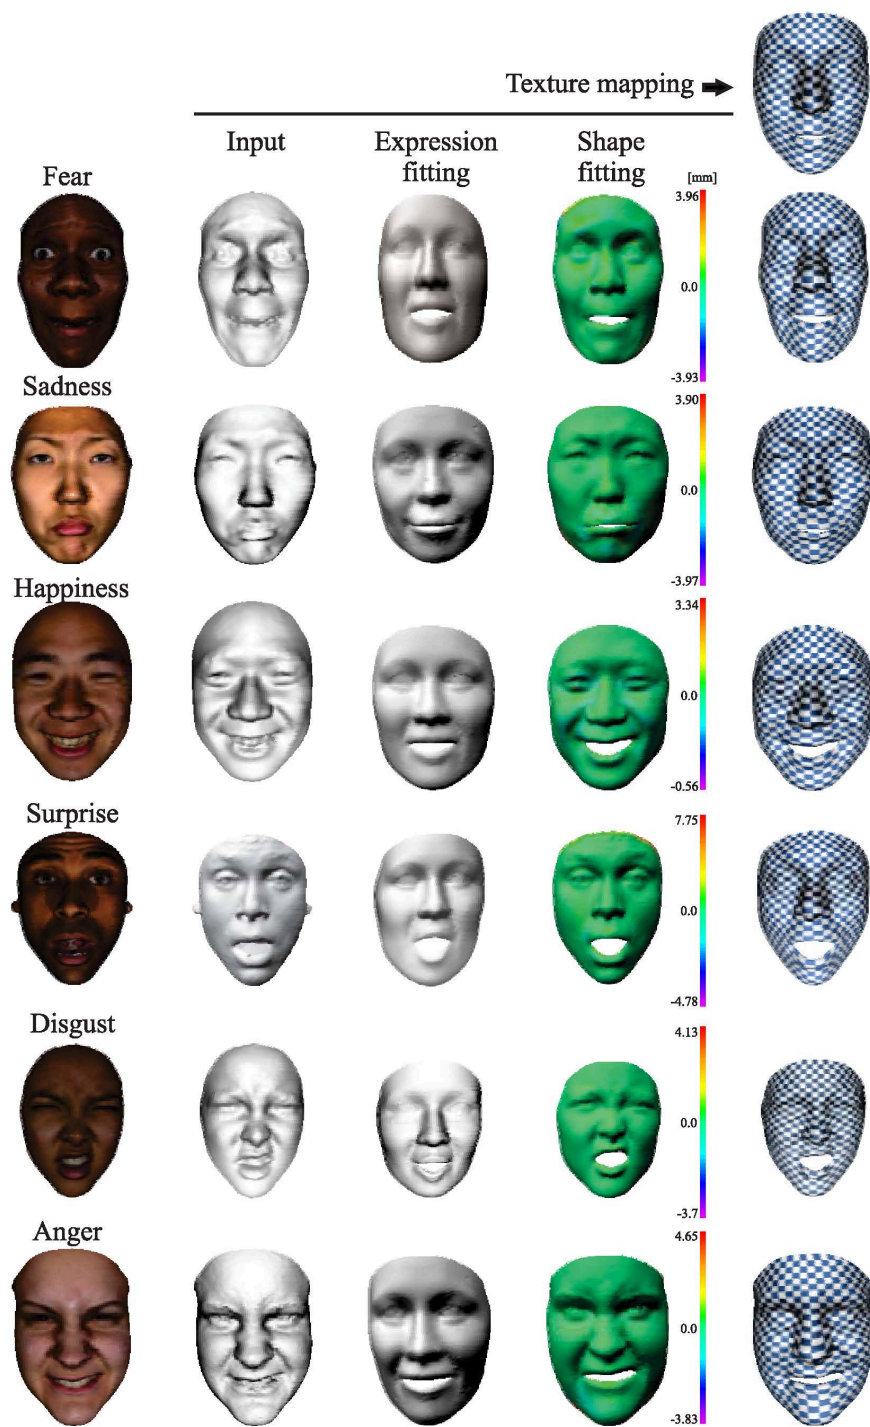 Texture mapping
Input
Expression
fitting
Shape
fitting
[mm]
Fear
3.96
0.0
-3.93
Sadness
3.90
0.0
-3.97
Happiness
3.34
0.0
-0.56
Surprise
7.75
0.0
-4.78
Disgust
4.13
0.0
-3.7
Anger
4.65
0.0
-3.83